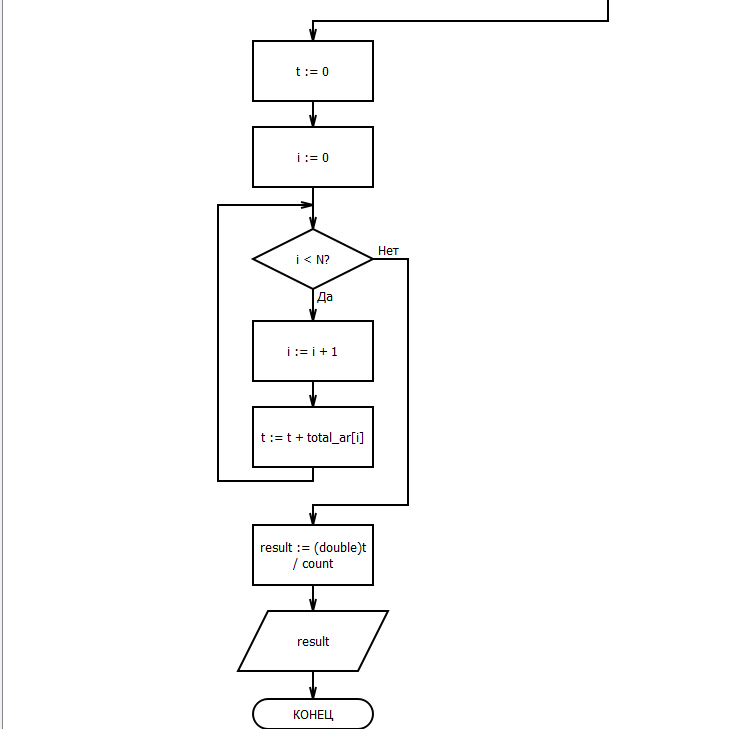 t := 0
i := 0
i < N?
Нет
Да
i := i + 1
t := t + total_ar[i]
result := (double)t
/ count
result
КОНЕЦ